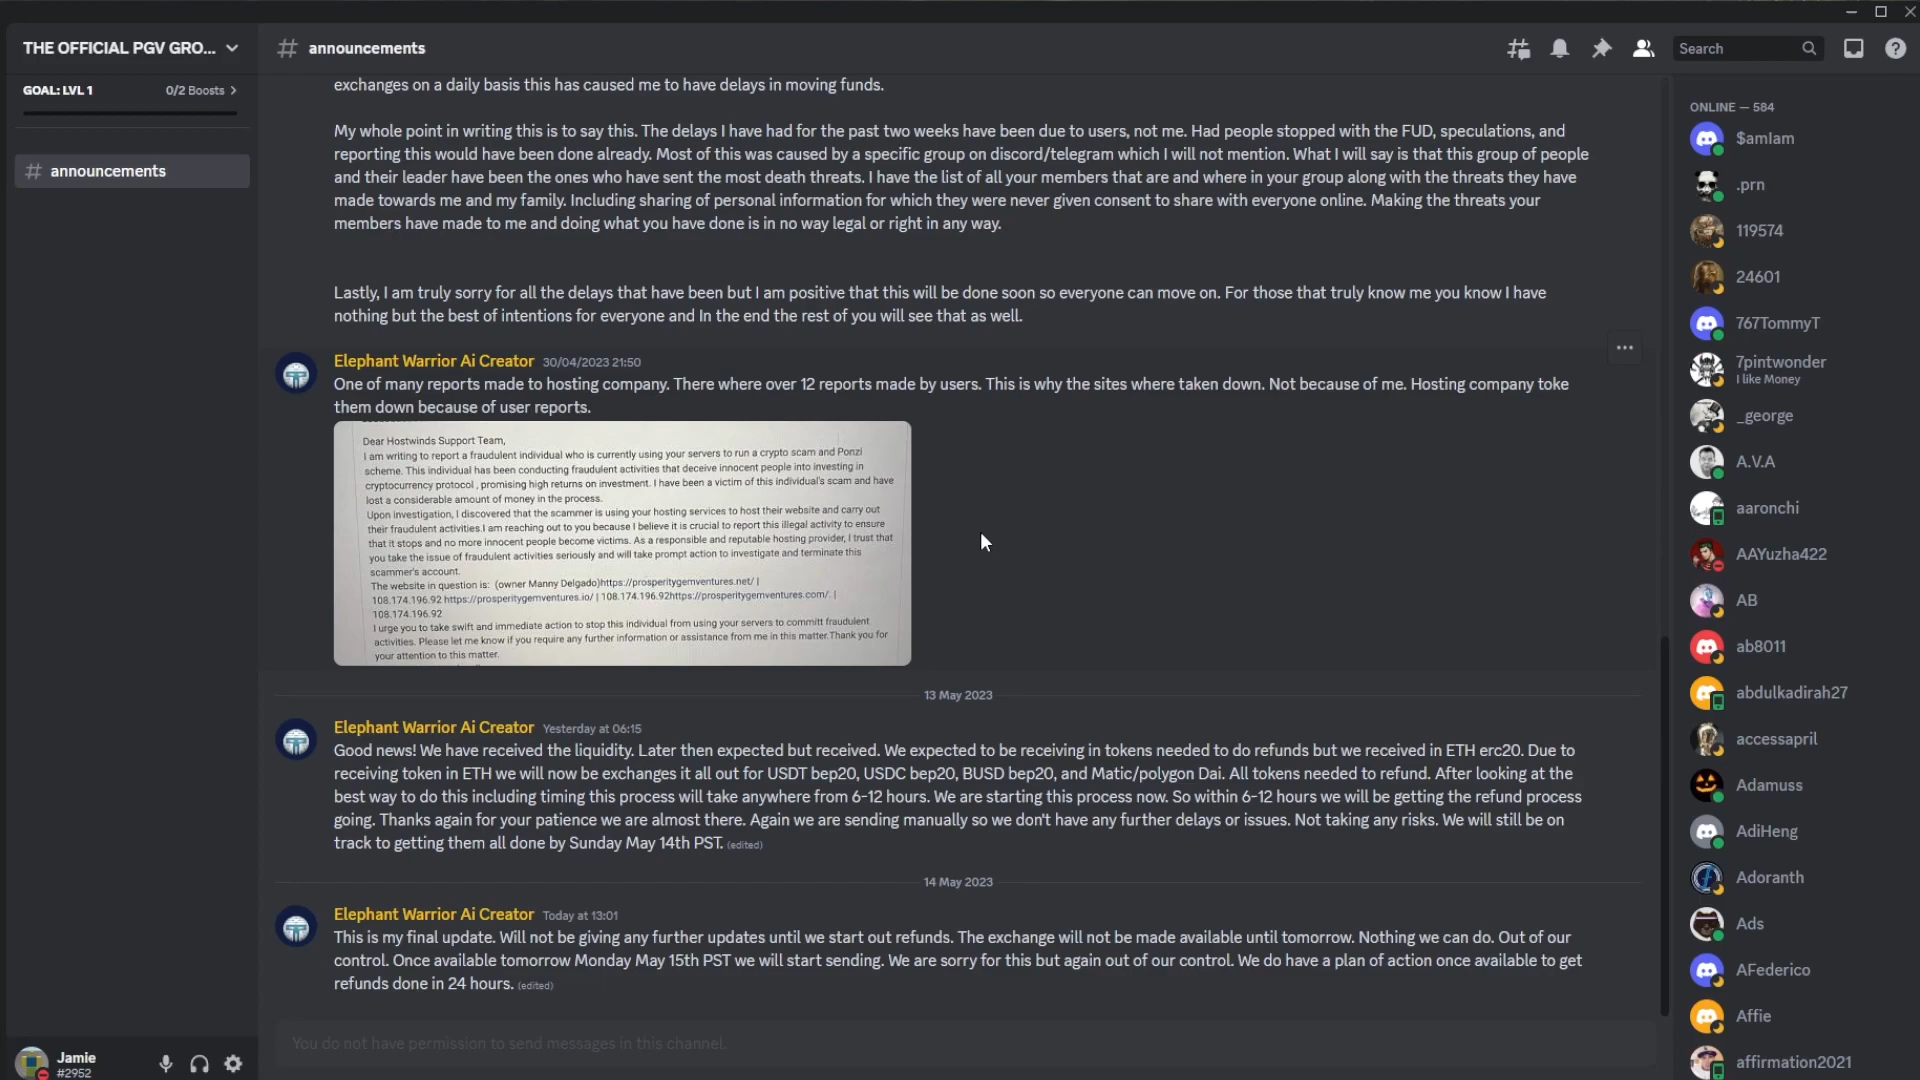 THE OFFICIAL PGV GRO...
# announcements
Search
GOAL: LVL 1
0/2 Boosts
# announcements
exchanges on a daily basis this has caused me to have delays in moving funds.
My whole point in writing this is to say this. The delays I have had for the past two weeks have been due to users, not me. Had people stopped with the FUD, speculations, and
reporting this would have been done already. Most of this was caused by a specific group on discord/telegram which I will not mention. What I will say is that this group of people
and their leader have been the ones who have sent the most death threats. I have the list of all your members that are and where in your group along with the threats they have
made towards me and my family. Including sharing of personal information for which they were never given consent to share with everyone online. Making the threats your
members have made to me and doing what you have done is in no way legal or right in any way.
Lastly, I am truly sorry for all the delays that have been but I am positive that this will be done soon so everyone can move on. For those that truly know me you know I have
nothing but the best of intentions for everyone and In the end the rest of you will see that as well.
Elephant Warrior Ai Creator 30/04/2023 21:50
One of many reports made to hosting company. There where over 12 reports made by users. This is why the sites where taken down. Not because of me. Hosting company toke
them down because of user reports.
Dear Hostwinds Support Team,
I am writing to report a fraudulent individual who is currently using your servers to run a crypto scam and Ponzi
scheme. This individual has been conducting fraudulent activities that deceive innocent people into investing in
cryptocurrency protocol , promising high returns on investment. I have been a victim of this individual's scam and have
lost a considerable amount of money in the process.
Upon investigation, I discovered that the scammer is using your hosting services to host their website and carry out
their fraudulent activities.I am reaching out to you because I believe it is crucial to report this illegal activity to ensure
that it stops and no more innocent people become victims. As a responsible and reputable hosting provider, I trust that
you take the issue of fraudulent activities seriously and will take prompt action to investigate and terminate this
scammer's account.
The website in question is: (owner Manny Delgado)https://prosperitygemventures.net/ |
108.174.196.92 https://prosperitygemventures.io/ | 108.174.196.92https://prosperitygemventures.com/. |
108.174.196.92
I urge you to take swift and immediate action to stop this individual from using your servers to committ fraudulent
activities. Please let me know if you require any further information or assistance from me in this matter.Thank you for
your attention to this matter.
13 May 2023
Elephant Warrior Ai Creator Yesterday at 06:15
Good news! We have received the liquidity. Later then expected but received. We expected to be receiving in tokens needed to do refunds but we received in ETH erc20. Due to
receiving token in ETH we will now be exchanges it all out for USDT bep20, USDC bep20, BUSD bep20, and Matic/polygon Dai. All tokens needed to refund. After looking at the
best way to do this including timing this process will take anywhere from 6-12 hours. We are starting this process now. So within 6-12 hours we will be getting the refund process
going. Thanks again for your patience we are almost there. Again we are sending manually so we don't have any further delays or issues. Not taking any risks. We will still be on
track to getting them all done by Sunday May 14th PST. (edited)
14 May 2023
Elephant Warrior Ai Creator Today at 13:01
This is my final update. Will not be giving any further updates until we start out refunds. The exchange will not be made available until tomorrow. Nothing we can do. Out of our
control. Once available tomorrow Monday May 15th PST we will start sending. We are sorry for this but again out of our control. We do have a plan of action once available to get
refunds done in 24 hours. (edited)
You do not have permission to send messages in this channel.
Jamie
#2952
ONLINE — 584
$amIam
.prn
119574
24601
767TommyT
7pintwonder
I like Money
_george
A.V.A
aaronchi
AAYuzha422
AB
ab8011
abdulkadirah27
accessapril
Adamuss
AdiHeng
Adoranth
Ads
AFederico
Affie
affirmation2021